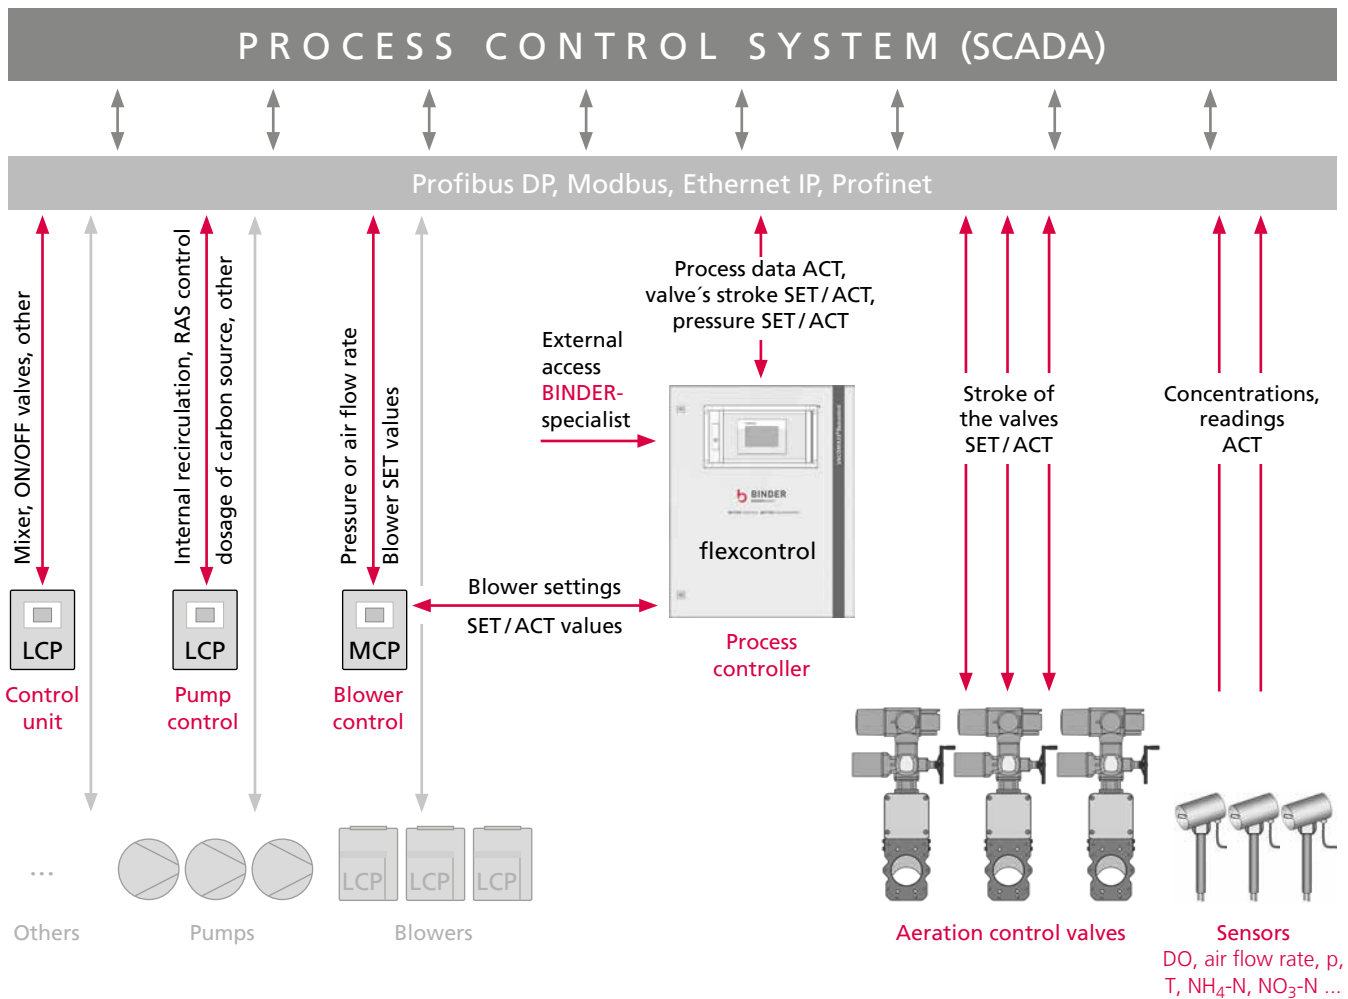 PROCESS CONTROL SYSTEM (SCADA)
Profibus DP, Modbus, Ethernet IP, Profinet
Mixer, ON/OFF valves, other
Internal recirculation, RAS control
dosage of carbon source, other
Pressure or air flow rate
Blower SET values
Process data ACT,
valve´s stroke SET/ACT,
pressure SET/ACT
External
access
BINDER-
specialist
Stroke of
the valves
SET/ACT
Concentrations,
readings
ACT
BINDER
flexcontrol
Blower settings
SET/ACT values
LCP
LCP
MCP
Control
unit
Pump
control
Blower
control
Process
controller
...
LCP
LCP
LCP
Others
Pumps
Blowers
Aeration control valves
Sensors
DO, air flow rate, p,
T, NH4-N, NO3-N ...